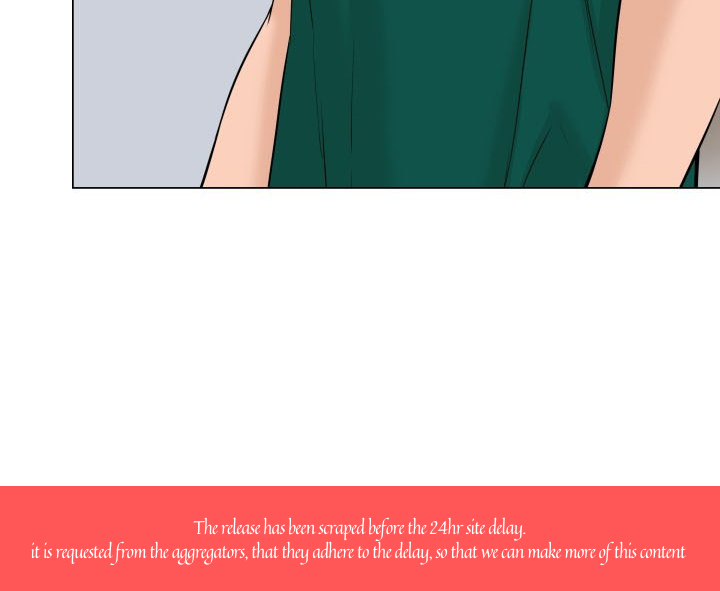 The release has been scraped before the 24hr site delay.
it is requested from the aggregators, that they adhere to the delay, so that we can make more of this content